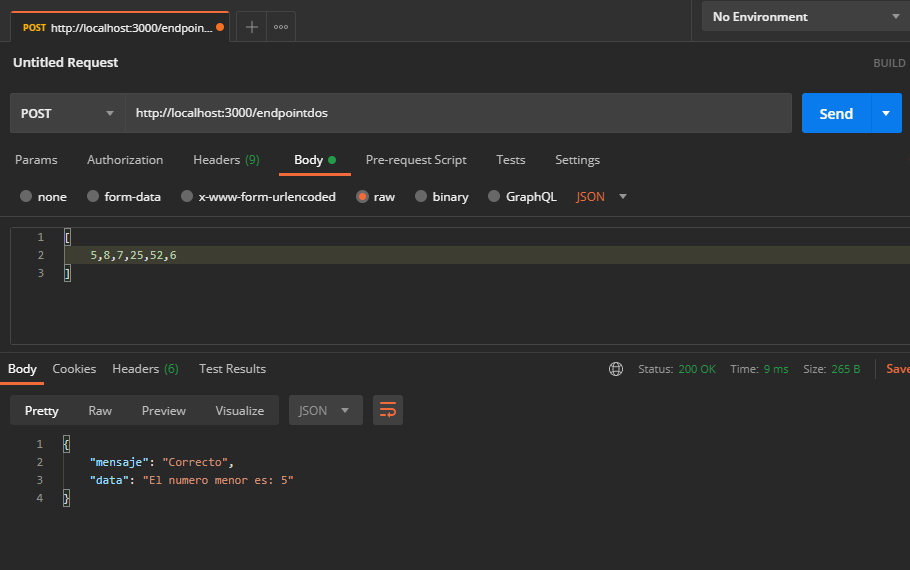 POST http://localhost:3000/endpoin...
No Environment
Untitled Request
BUILD
POST http://localhost:3000/endpointdos Send
Params Authorization Headers (9) Body Pre-request Script Tests Settings
none form-data x-www-form-urlencoded raw binary GraphQL JSON
1 [
2 5,8,7,25,52,6
3 ]
Body Cookies Headers (6) Test Results Status: 200 OK Time: 9 ms Size: 265 B Save
Pretty Raw Preview Visualize JSON
1 {
2 "mensaje": "Correcto",
3 "data": "El numero menor es: 5"
4 }